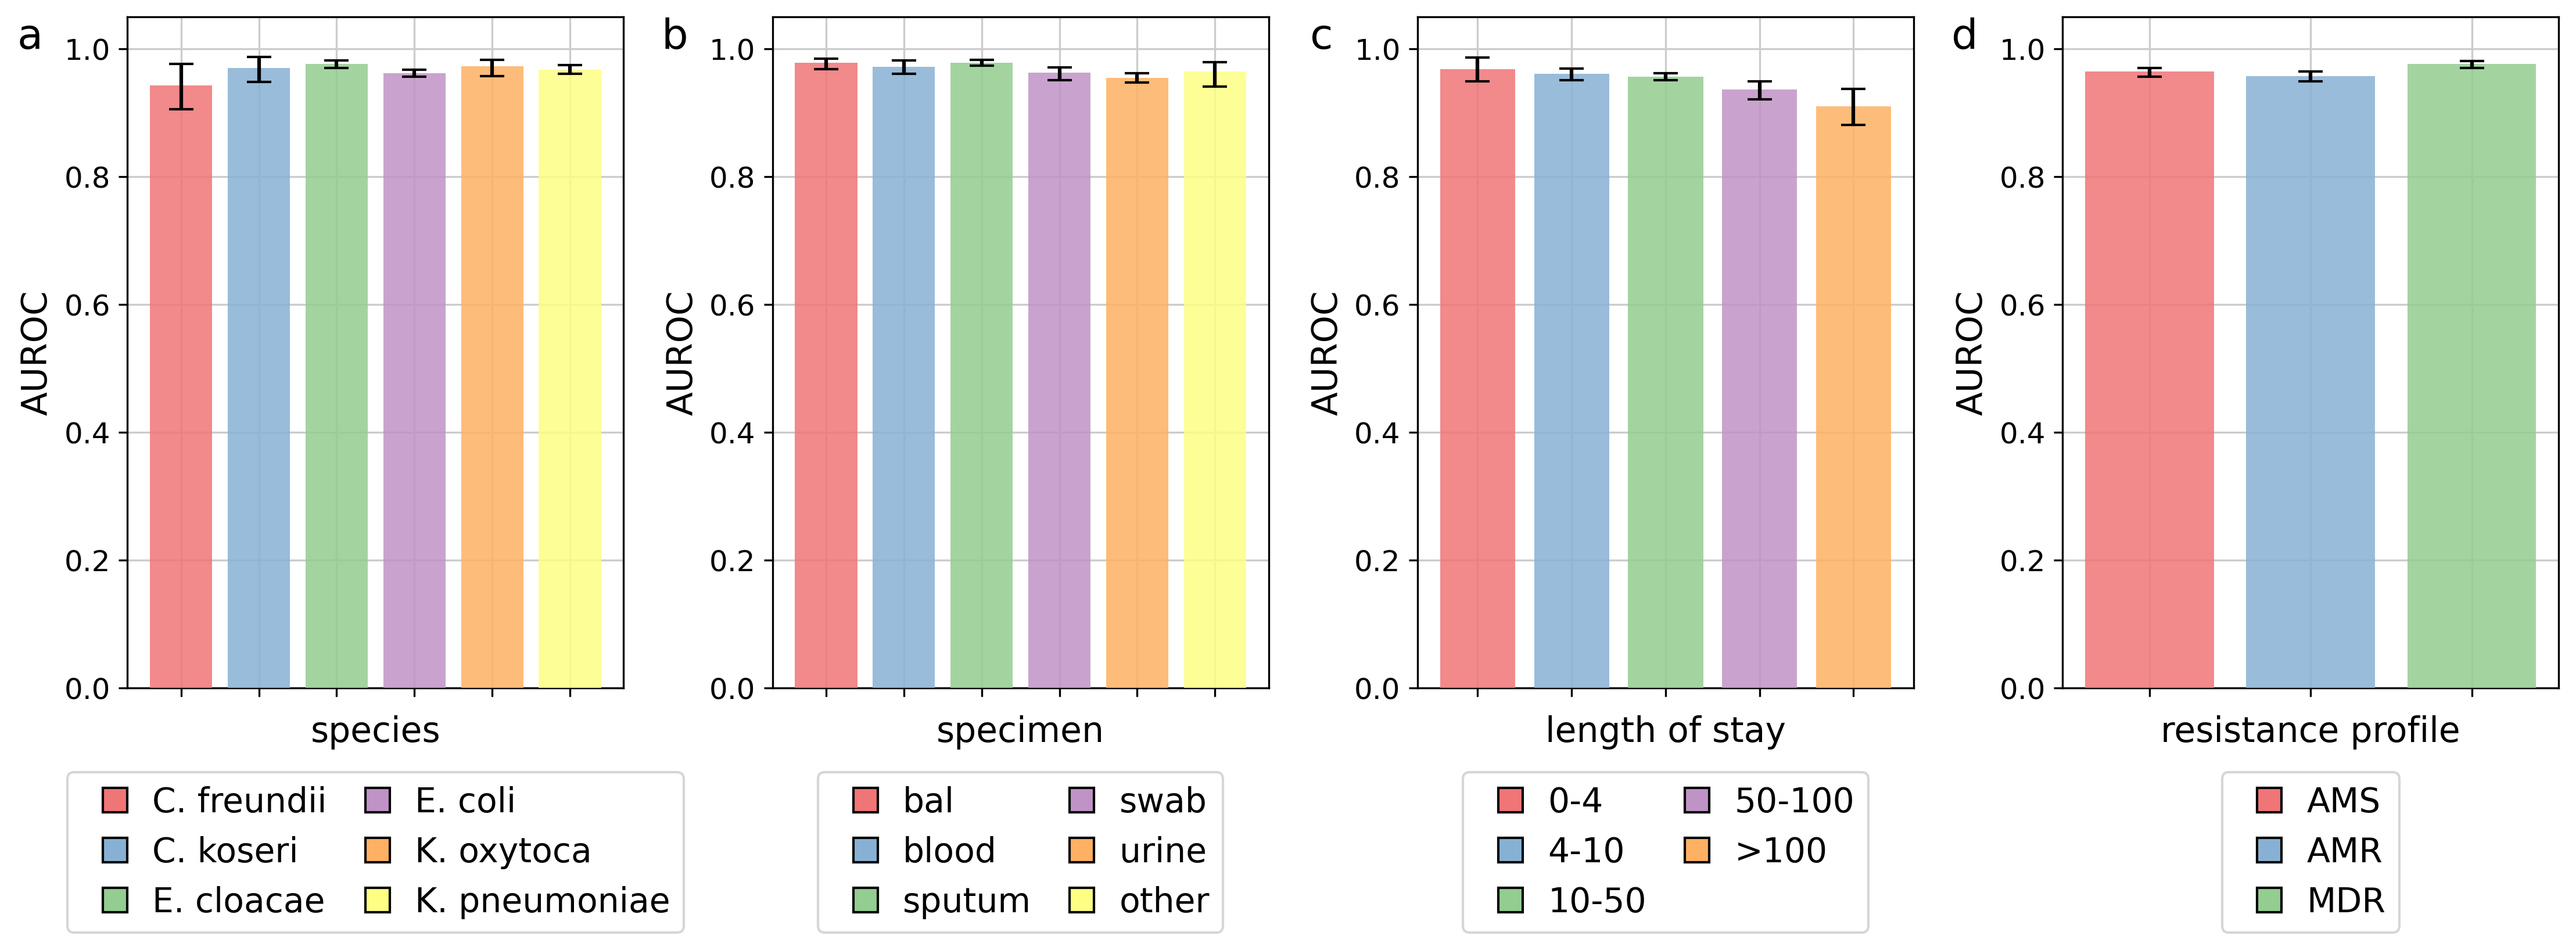 a
1.0
0.8
0.6
0.4
0.2
0.0
AUROC
species
C. freundii
C. koseri
E. cloacae
E. coli
K. oxytoca
K. pneumoniae
b
1.0
0.8
0.6
0.4
0.2
0.0
AUROC
specimen
bal
blood
sputum
swab
urine
other
c
1.0
0.8
0.6
0.4
0.2
0.0
AUROC
length of stay
0-4
4-10
10-50
50-100
>100
d
1.0
0.8
0.6
0.4
0.2
0.0
AUROC
resistance profile
AMS
AMR
MDR